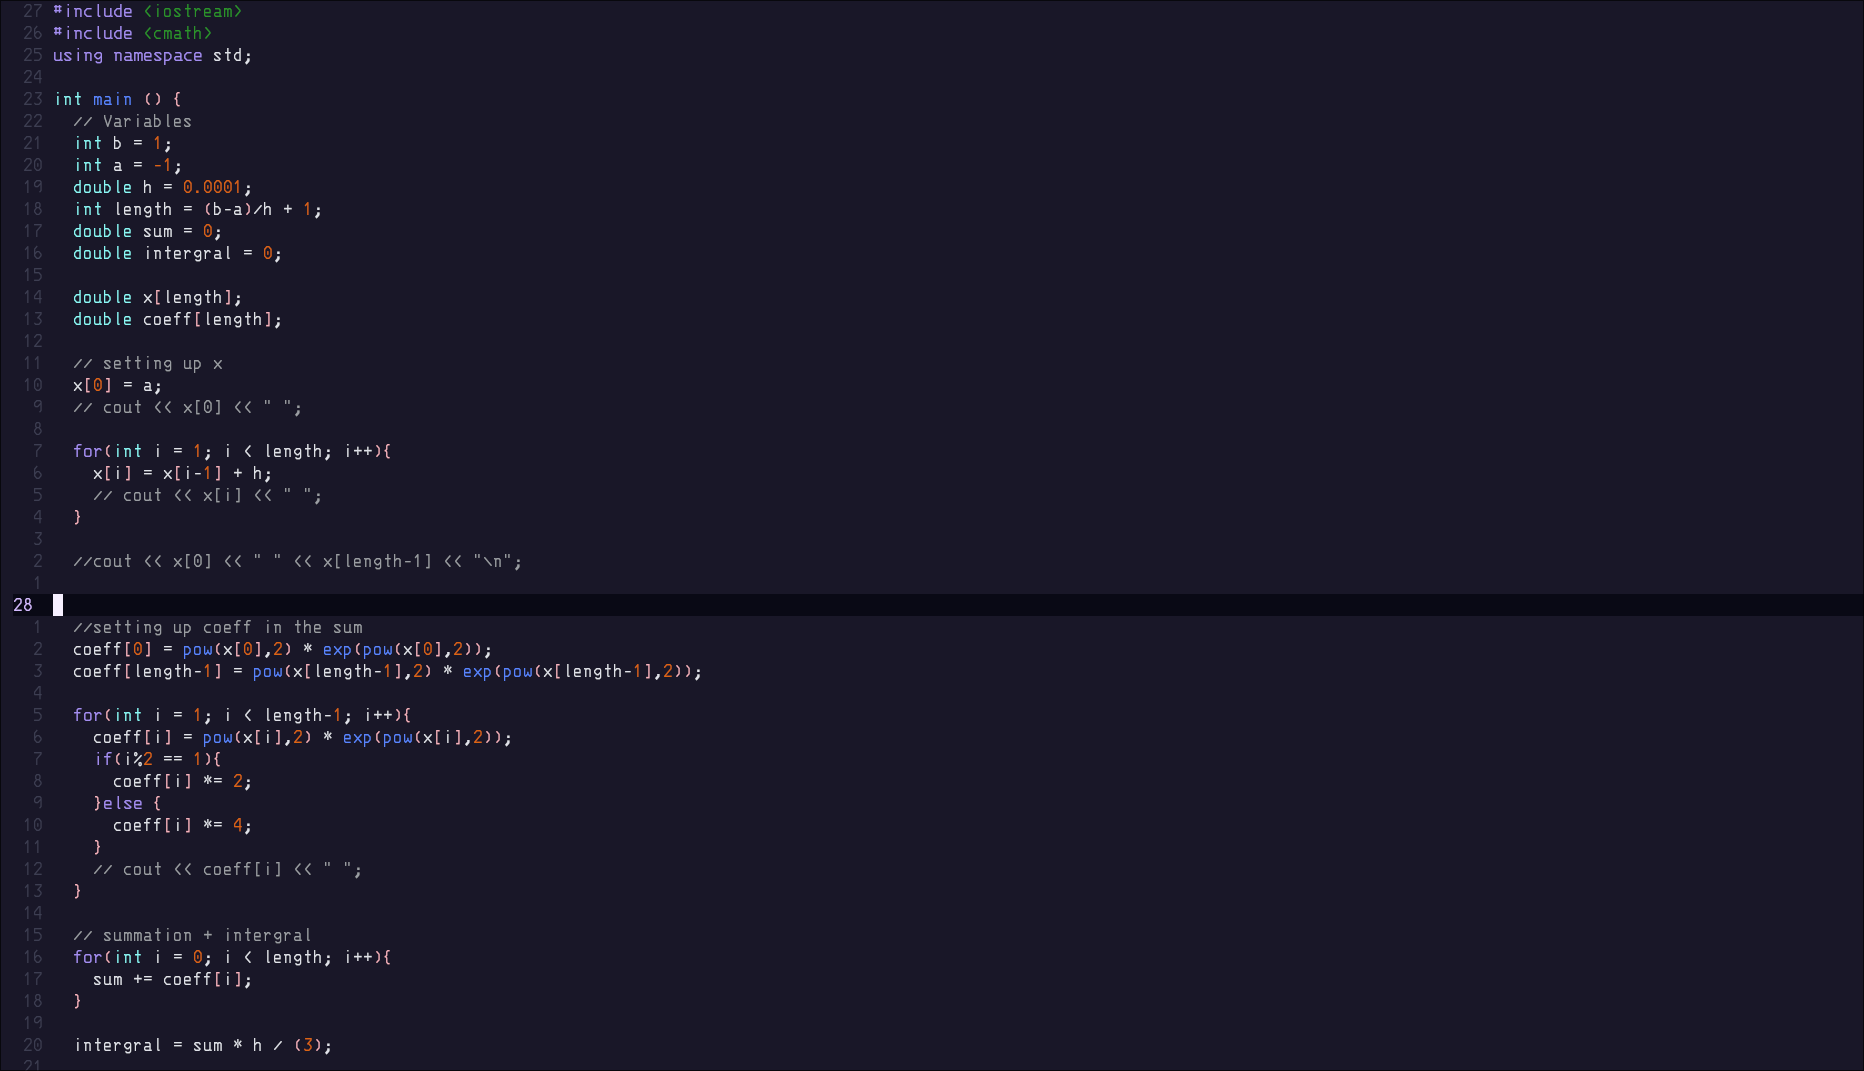 27 #include <iostream>
26 #include <cmath>
25 using namespace std;
24
23 int main () {
22   // Variables
21   int b = 1;
20   int a = -1;
19   double h = 0.0001;
18   int length = (b-a)/h + 1;
17   double sum = 0;
16   double intergral = 0;
15
14   double x[length];
13   double coeff[length];
12
11   // setting up x
10   x[0] = a;
9   // cout << x[0] << " ";
8
7   for(int i = 1; i < length; i++){
6     x[i] = x[i-1] + h;
5     // cout << x[i] << " ";
4   }
3
2   //cout << x[0] << " " << x[length-1] << "\n";
1
28
1   //setting up coeff in the sum
2   coeff[0] = pow(x[0],2) * exp(pow(x[0],2));
3   coeff[length-1] = pow(x[length-1],2) * exp(pow(x[length-1],2));
4
5   for(int i = 1; i < length-1; i++){
6     coeff[i] = pow(x[i],2) * exp(pow(x[i],2));
7     if(i%2 == 1){
8       coeff[i] *= 2;
9     }else {
10       coeff[i] *= 4;
11     }
12     // cout << coeff[i] << " ";
13   }
14
15   // summation + intergral
16   for(int i = 0; i < length; i++){
17     sum += coeff[i];
18   }
19
20   intergral = sum * h / (3);
21